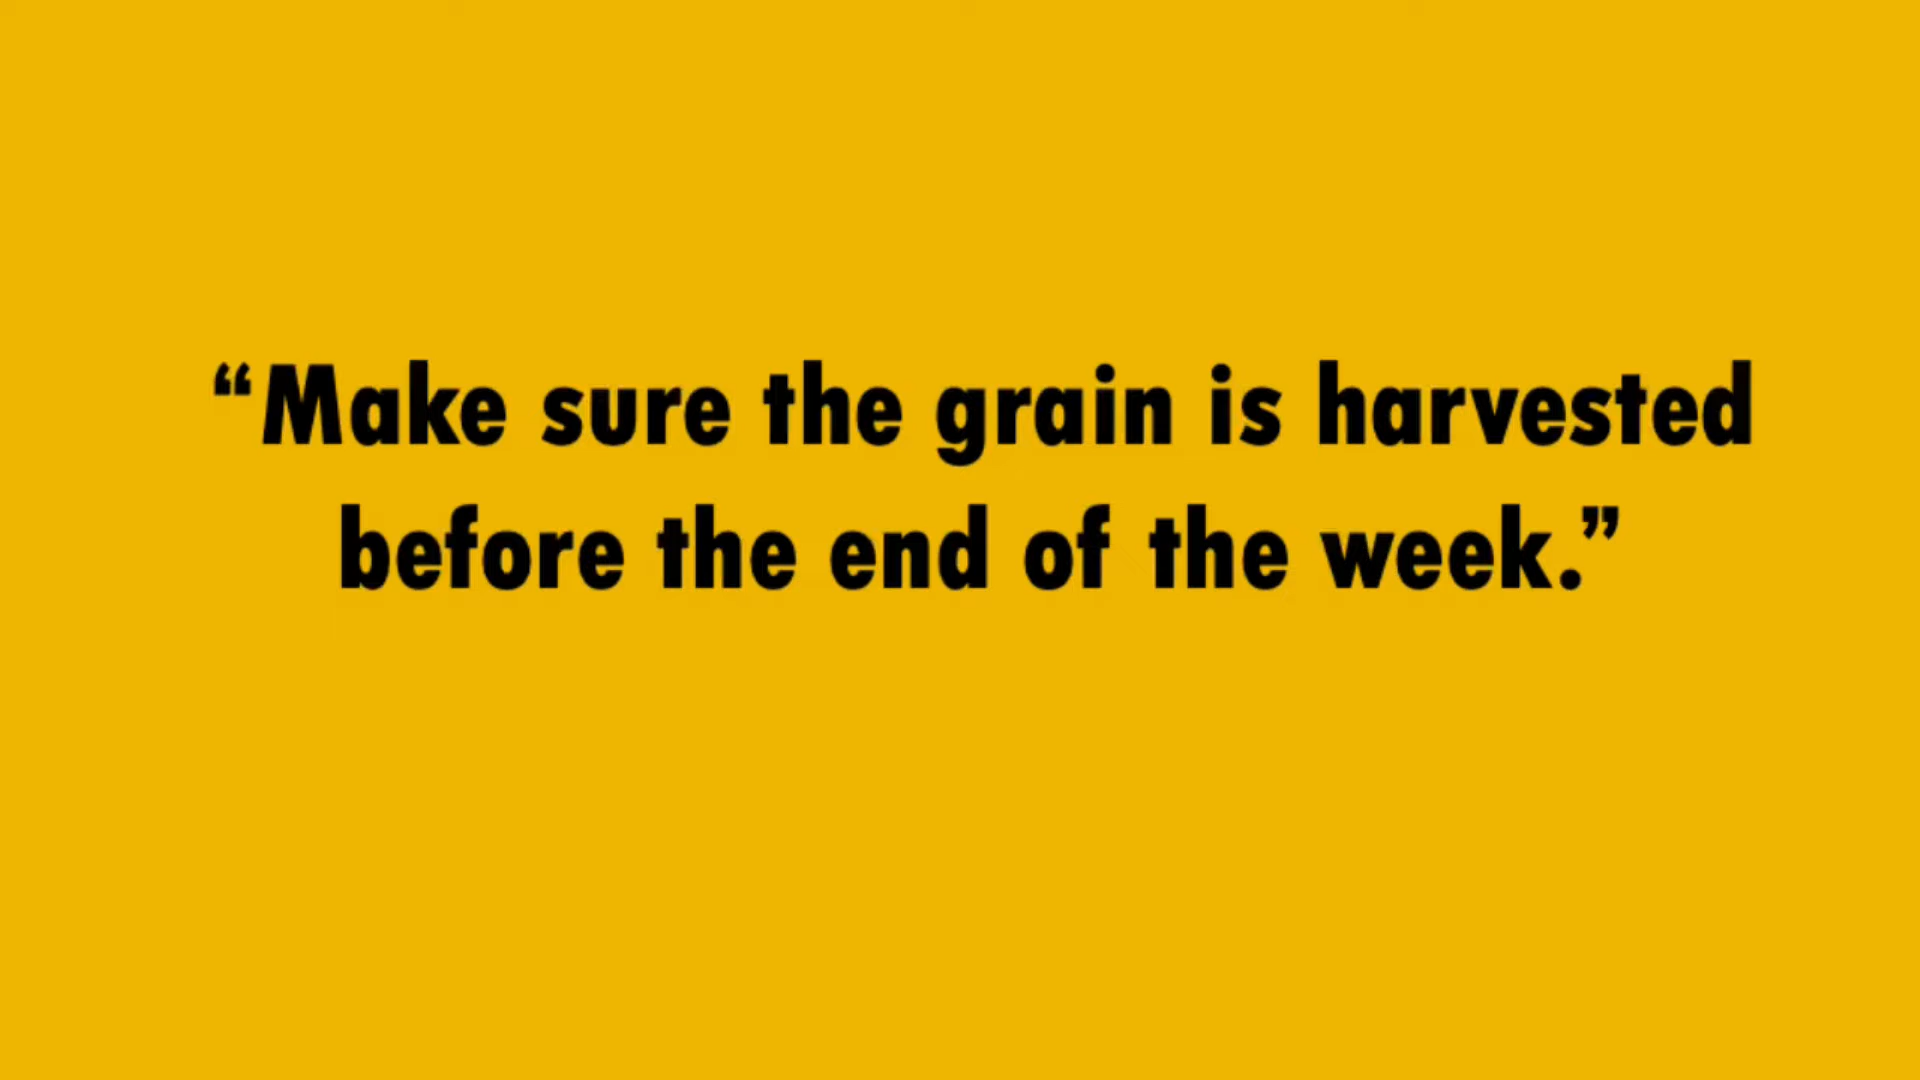 “Make sure the grain is harvested
before the end of the week.”